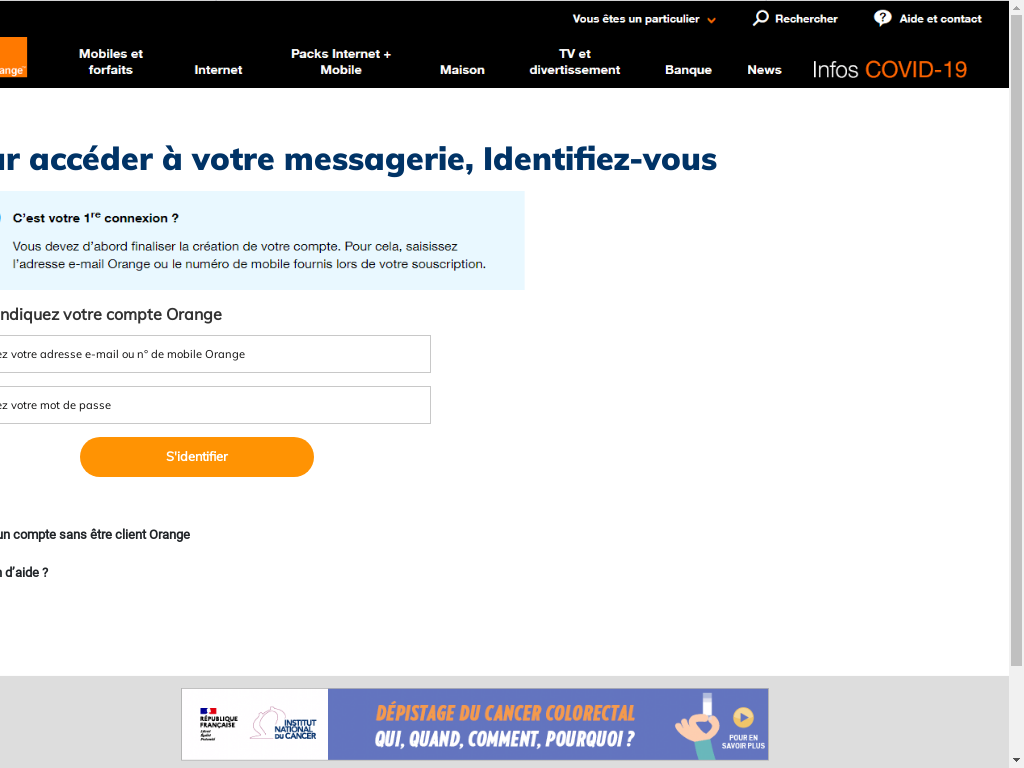 Vous êtes un particulier
Rechercher
Aide et contact
ange
Mobiles et
forfaits
Internet
Packs Internet +
Mobile
Maison
TV et
divertissement
Banque
News
Infos COVID-19
ur accéder à votre messagerie, Identifiez-vous
C'est votre 1re connexion ?
Vous devez d'abord finaliser la création de votre compte. Pour cela, saisissez
l'adresse e-mail Orange ou le numéro de mobile fournis lors de votre souscription.
ndiquez votre compte Orange
ez votre adresse e-mail ou n° de mobile Orange
ez votre mot de passe
S'identifier
un compte sans être client Orange
n d'aide ?
RÉPUBLIQUE
FRANÇAISE
Liberté
Égalité
Fraternité
INSTITUT
NATIONAL
DU CANCER
DÉPISTAGE DU CANCER COLORECTAL
QUI, QUAND, COMMENT, POURQUOI ?
POUR EN
SAVOIR PLUS